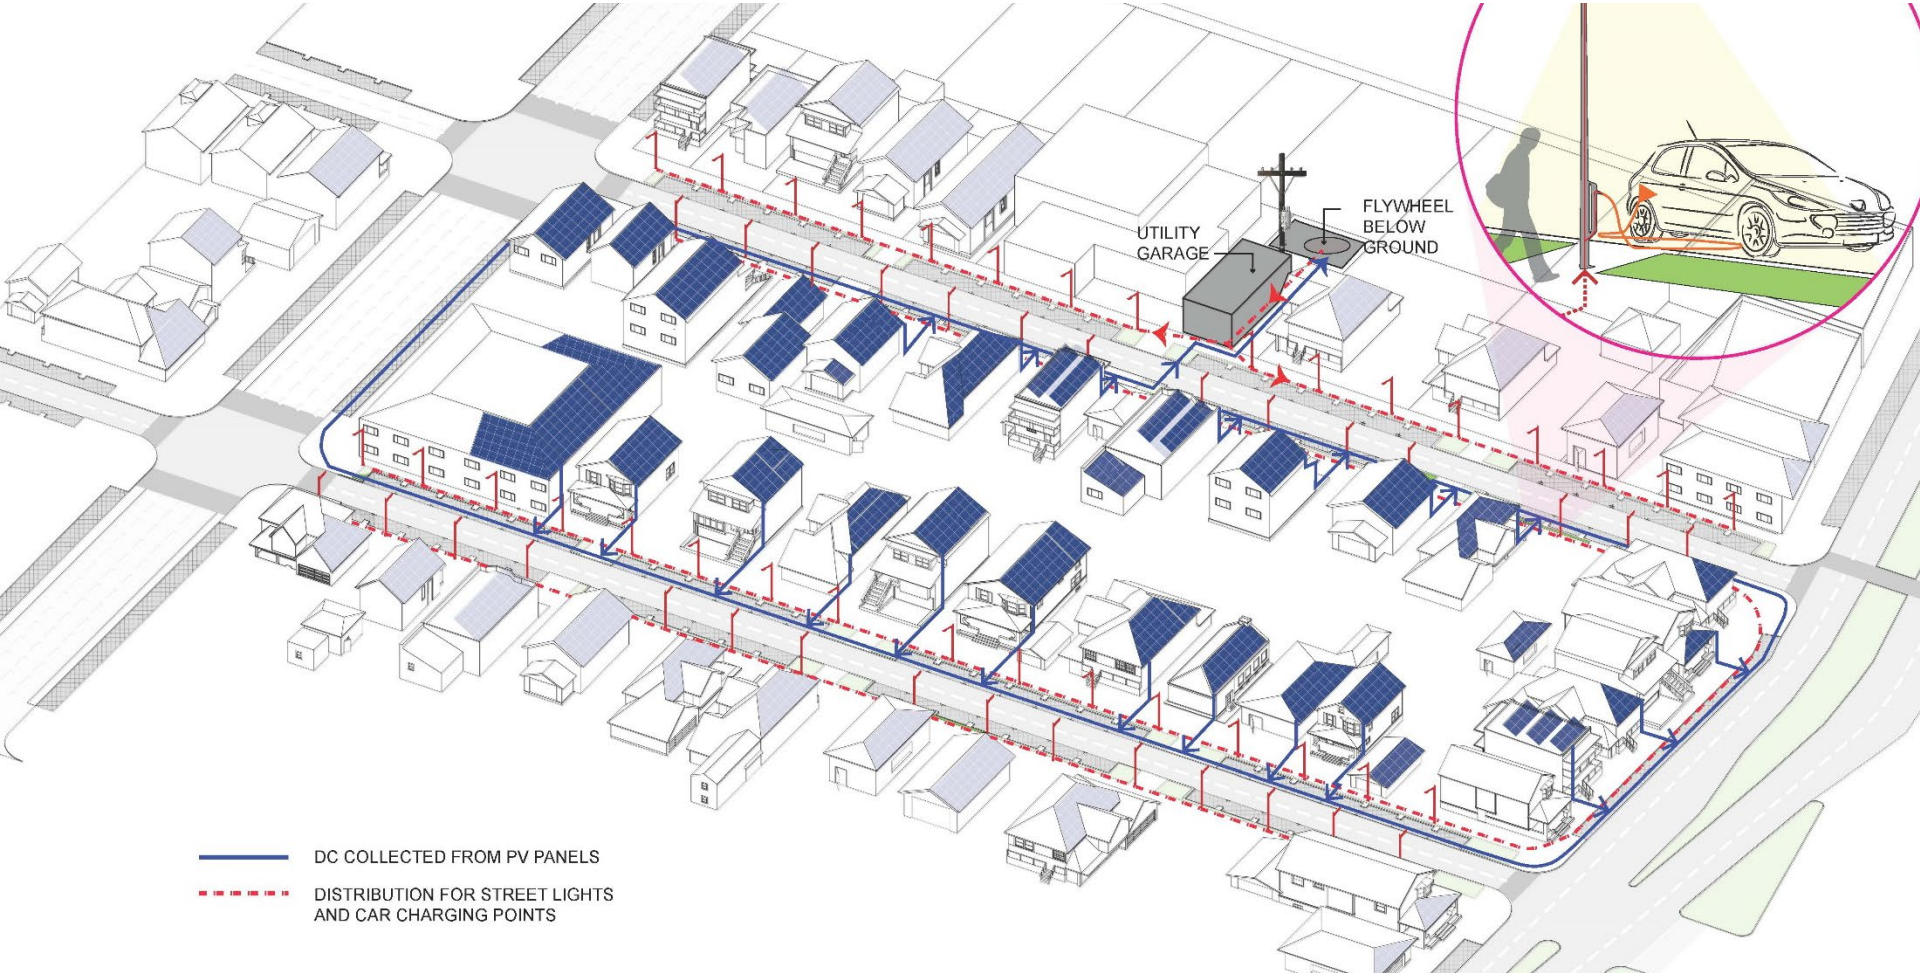 FLYWHEEL
BELOW
GROUND
UTILITY
GARAGE
DC COLLECTED FROM PV PANELS
DISTRIBUTION FOR STREET LIGHTS
AND CAR CHARGING POINTS